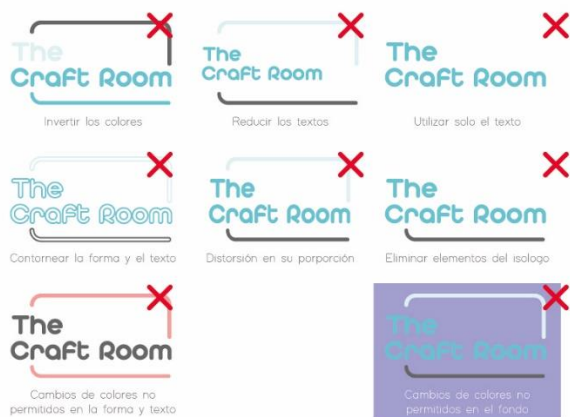 The
Craft Room
Invertir los colores
The
Craft Room
Reducir los textos
The
Craft Room
Utilizar solo el texto
The
Craft Room
Contornear la forma y el texto
The
Craft Room
Distorsión en su porporción
The
Craft Room
Eliminar elementos del isologo
The
Craft Room
Cambios de colores no
permitidos en la forma y texto
The
Craft Room
Cambios de colores no
permitidos en el fondo